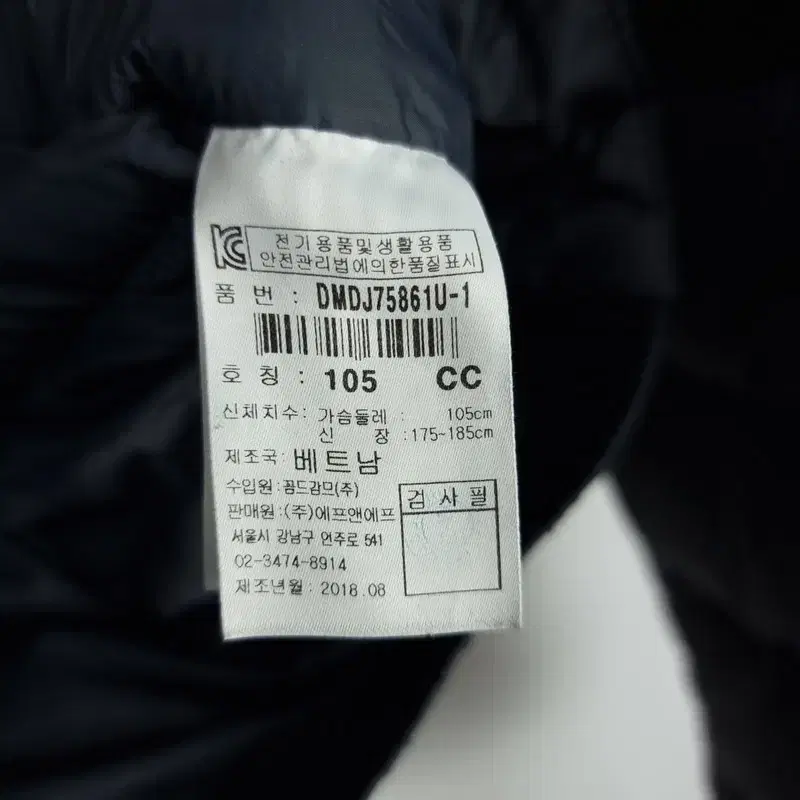 KC 전기용품및생활용품
안전관리법에의한품질표시
품 번 : DMDJ75861U-1
호 칭 : 105 CC
신체치수: 가슴둘레 : 105cm
신 장 :175~185cm
제조국: 베트남
수입원:꼼드감므(주)
판매원:(주)에프앤에프
서울시 강남구 언주로 541
02-3474-8914
제조년월: 2018.08
검 사 필